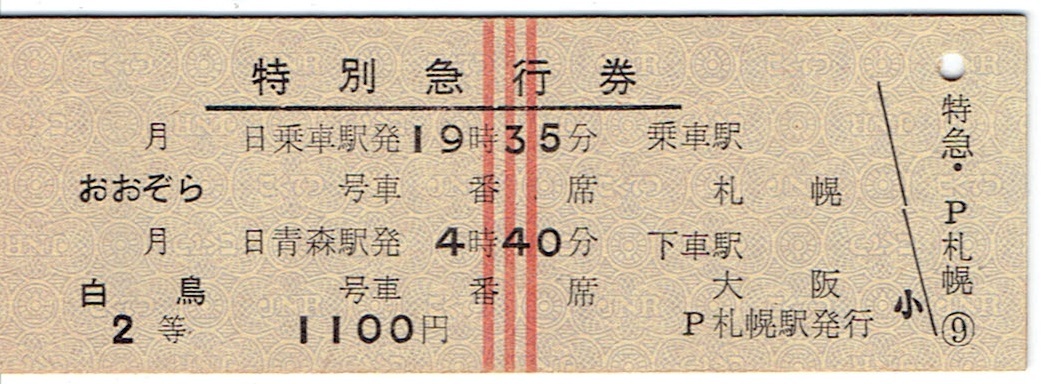 特別急行券
月 日乗車駅発19時35分 乗車駅
おおぞら 号車 番 席 札幌
月 日青森駅発 4時40分 下車駅
白鳥 号車 番 席 大阪
2等 1100円 P札幌駅発行
小
特急・P札幌⑨